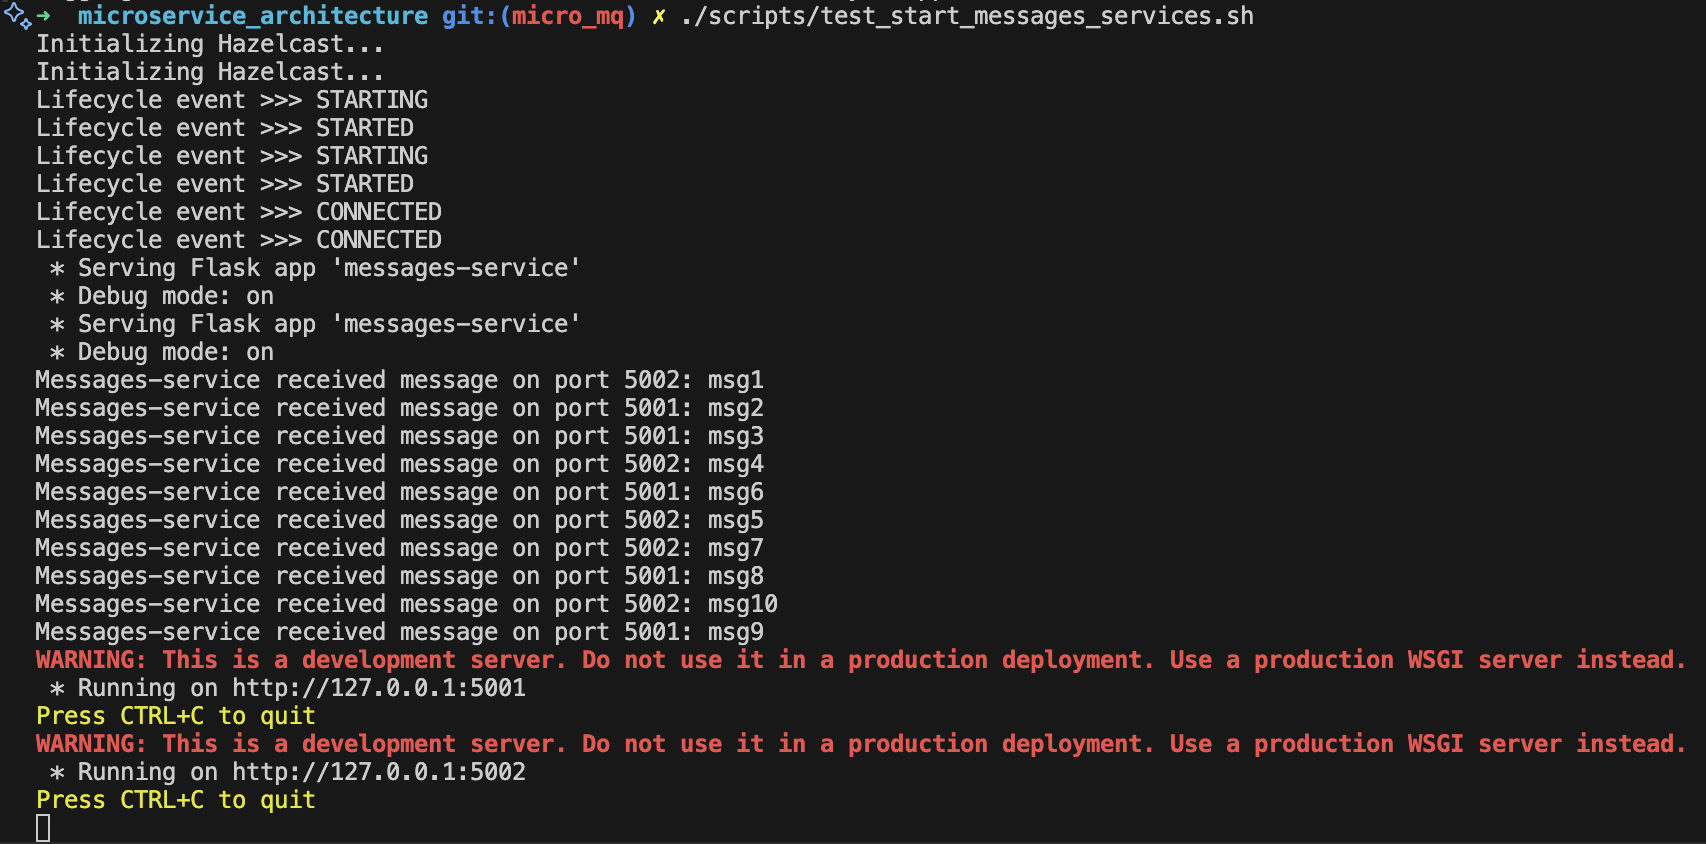 ➜  microservice_architecture git:(micro_mq) ✗ ./scripts/test_start_messages_services.sh
Initializing Hazelcast...
Initializing Hazelcast...
Lifecycle event >>> STARTING
Lifecycle event >>> STARTED
Lifecycle event >>> STARTING
Lifecycle event >>> STARTED
Lifecycle event >>> CONNECTED
Lifecycle event >>> CONNECTED
 * Serving Flask app 'messages-service'
 * Debug mode: on
 * Serving Flask app 'messages-service'
 * Debug mode: on
Messages-service received message on port 5002: msg1
Messages-service received message on port 5001: msg2
Messages-service received message on port 5001: msg3
Messages-service received message on port 5002: msg4
Messages-service received message on port 5001: msg6
Messages-service received message on port 5002: msg5
Messages-service received message on port 5002: msg7
Messages-service received message on port 5001: msg8
Messages-service received message on port 5002: msg10
Messages-service received message on port 5001: msg9
WARNING: This is a development server. Do not use it in a production deployment. Use a production WSGI server instead.
 * Running on http://127.0.0.1:5001
Press CTRL+C to quit
WARNING: This is a development server. Do not use it in a production deployment. Use a production WSGI server instead.
 * Running on http://127.0.0.1:5002
Press CTRL+C to quit